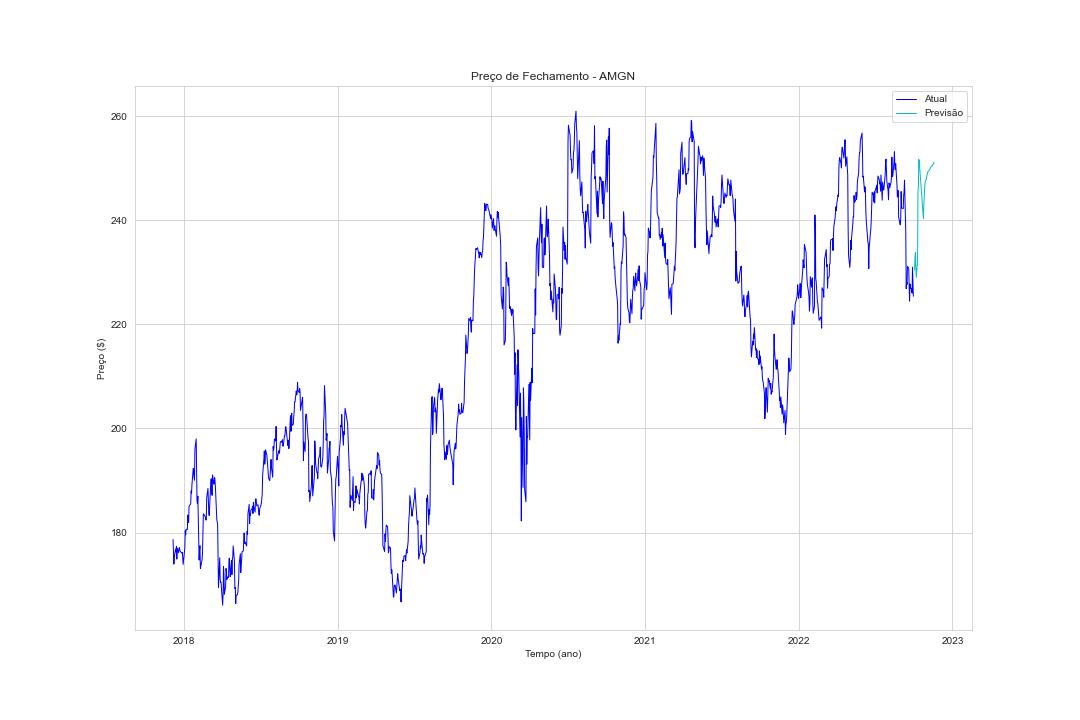 Preço de Fechamento - AMGN
Atual
Previsão
260
240
220
200
180
Preço ($)
2018
2019
2020
2021
2022
2023
Tempo (ano)